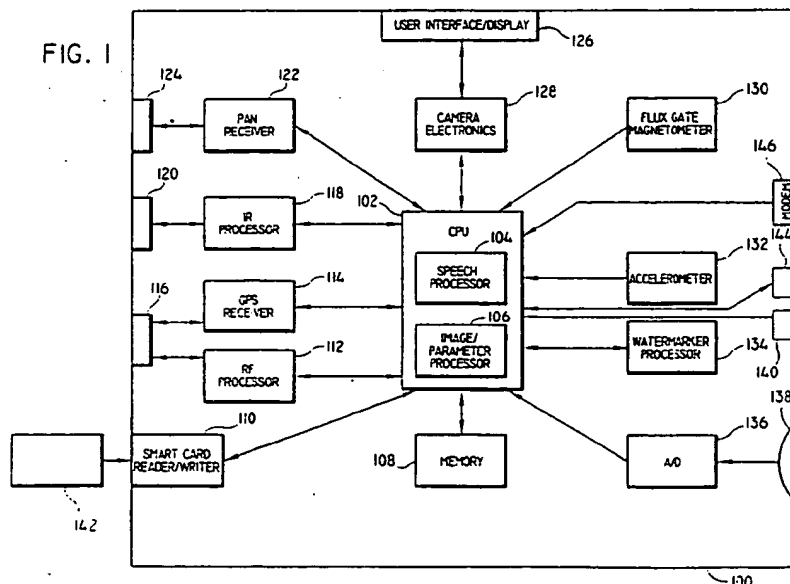 USER INTERFACE/DISPLAY
126
FIG. 1
124
122
PAN
RECEIVER
128
CAMERA
ELECTRONICS
130
FLUX GATE
MAGNETOMETER
120
118
IR
PROCESSOR
102
CPU
146
MODEM
104
SPEECH
PROCESSOR
132
ACCELEROMETER
144
116
114
GPS
RECEIVER
106
IMAGE/
PARAMETER
PROCESSOR
WATERMARKER
PROCESSOR
134
140
112
RF
PROCESSOR
110
SMART CARD
READER/WRITER
142
108
MEMORY
136
A/D
138
100